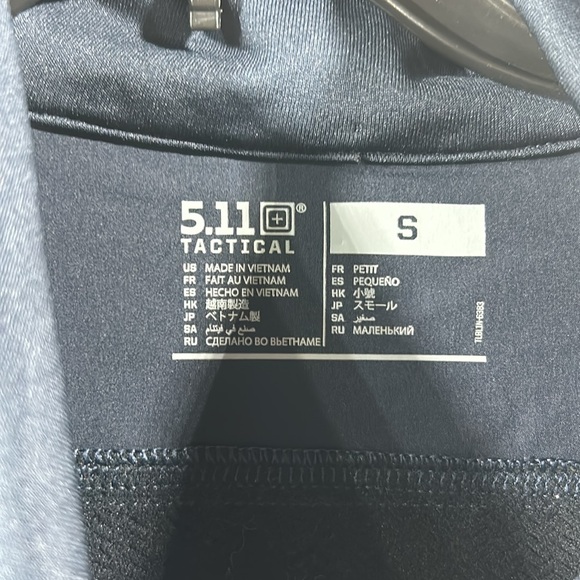 5.11®
TACTICAL
US MADE IN VIETNAM
FR FAIT AU VIETNAM
ES HECHO EN VIETNAM
HK 越南製造
JP ベトナム製
SA صنع في فيتنام
RU СДЕЛАНО ВО ВЬЕТНАМЕ
S
FR PETIT
ES PEQUEÑO
HK 小號
JP スモール
SA صغير
RU МАЛЕНЬКИЙ